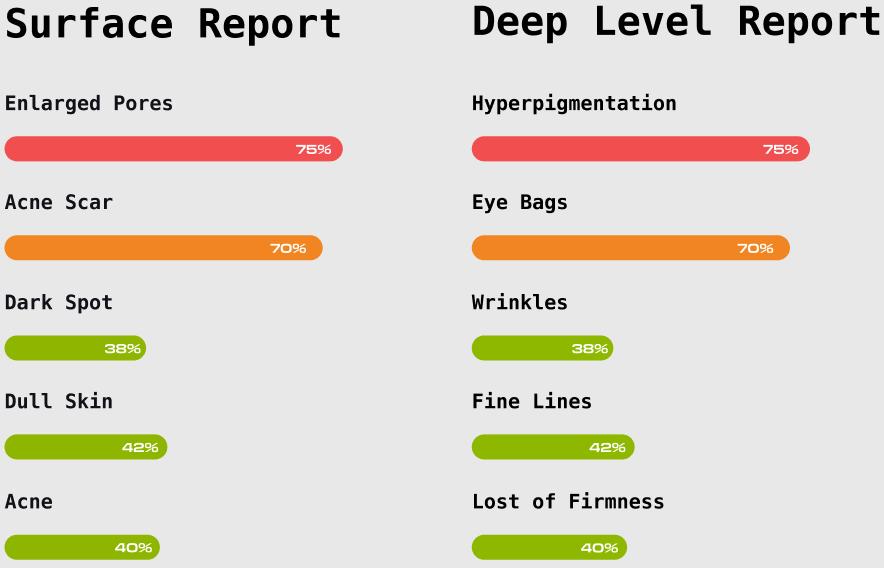 Surface Report
Enlarged Pores
75%
Acne Scar
70%
Dark Spot
38%
Dull Skin
42%
Acne
40%
Deep Level Report
Hyperpigmentation
75%
Eye Bags
70%
Wrinkles
38%
Fine Lines
42%
Lost of Firmness
40%